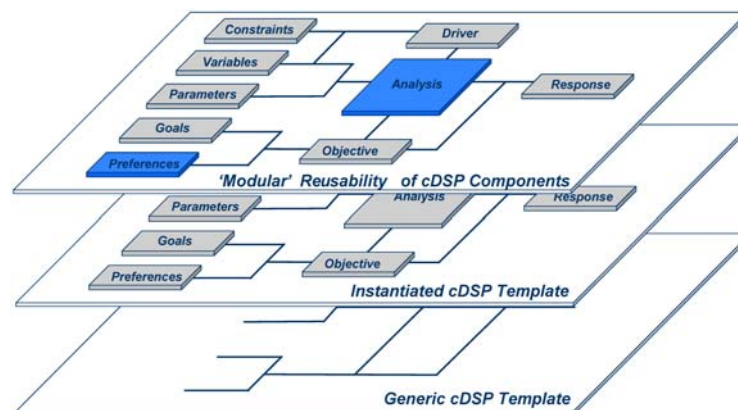 Constraints
Driver
Variables
Analysis
Parameters
Response
Goals
Objective
Preferences
'Modular' Reusability of cDSP Components
Parameters
Analysis
Response
Goals
Objective
Preferences
Instantiated cDSP Template
Generic cDSP Template